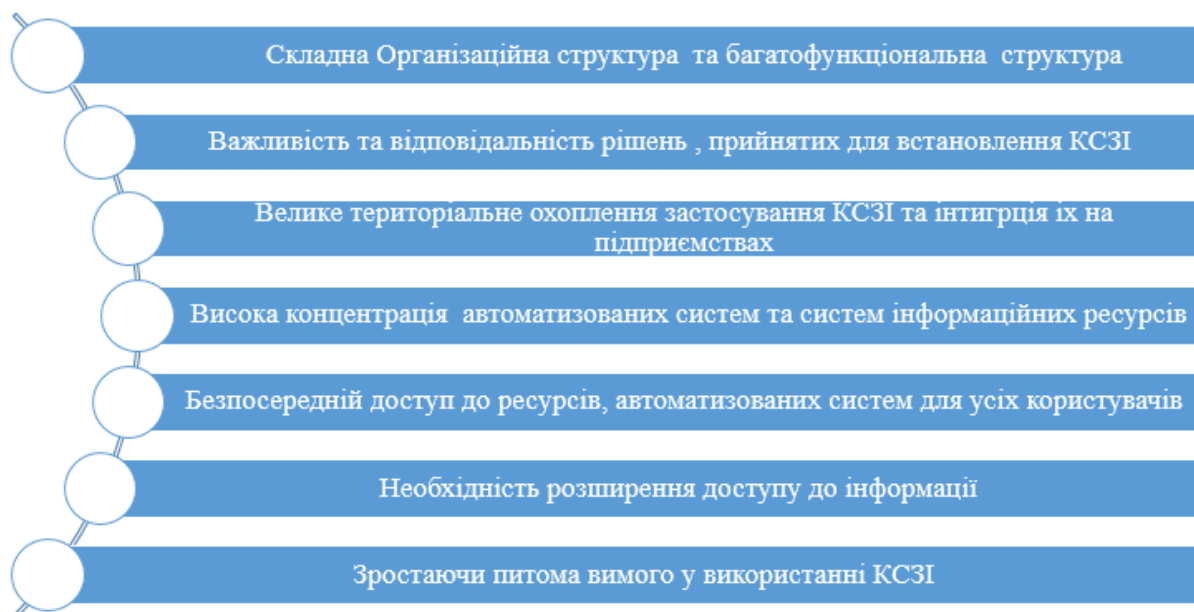 Складна Організаційна структура та багатофункціональна структура
Важливість та відповідальність рішень , прийнятих для встановлення КСЗІ
Велике територіальне охоплення застосування КСЗІ та інтигрція їх на
підприємствах
Висока концентрація автоматизованих систем та систем інформаційних ресурсів
Безпосередній доступ до ресурсів, автоматизованих систем для усіх користувачів
Необхідність розширення доступу до інформації
Зростаючи питома вимого у використанні КСЗІ